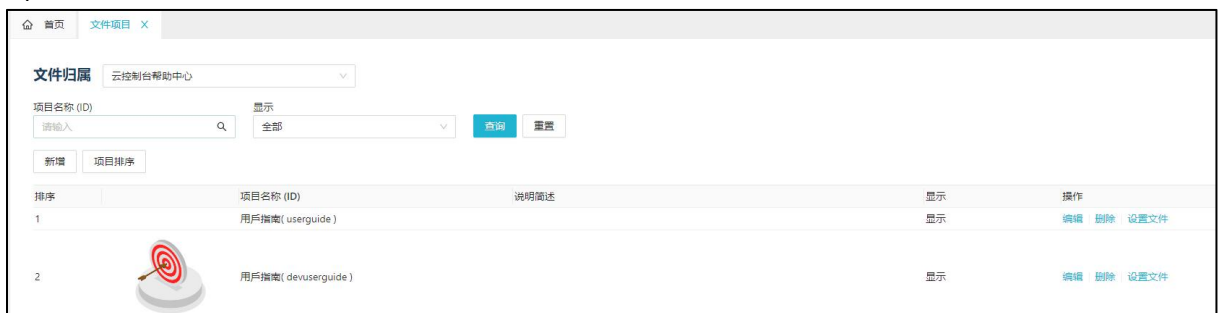 首页 文件项目 X
文件归属 云控制台帮助中心
项目名称 (ID) 显示
请输入 全部 查询 重置
新增 项目排序
排序 项目名称 (ID) 说明简述 显示 操作
1 用戶指南( userguide ) 显示 编辑 删除 设置文件
2 用戶指南( devuserguide ) 显示 编辑 删除 设置文件